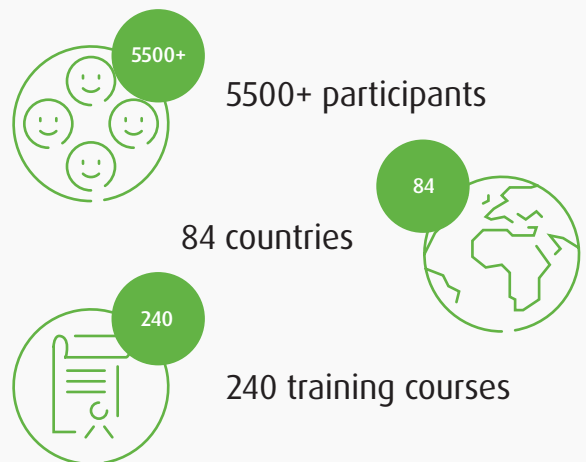 5500+
5500+ participants
84
84 countries
240
240 training courses